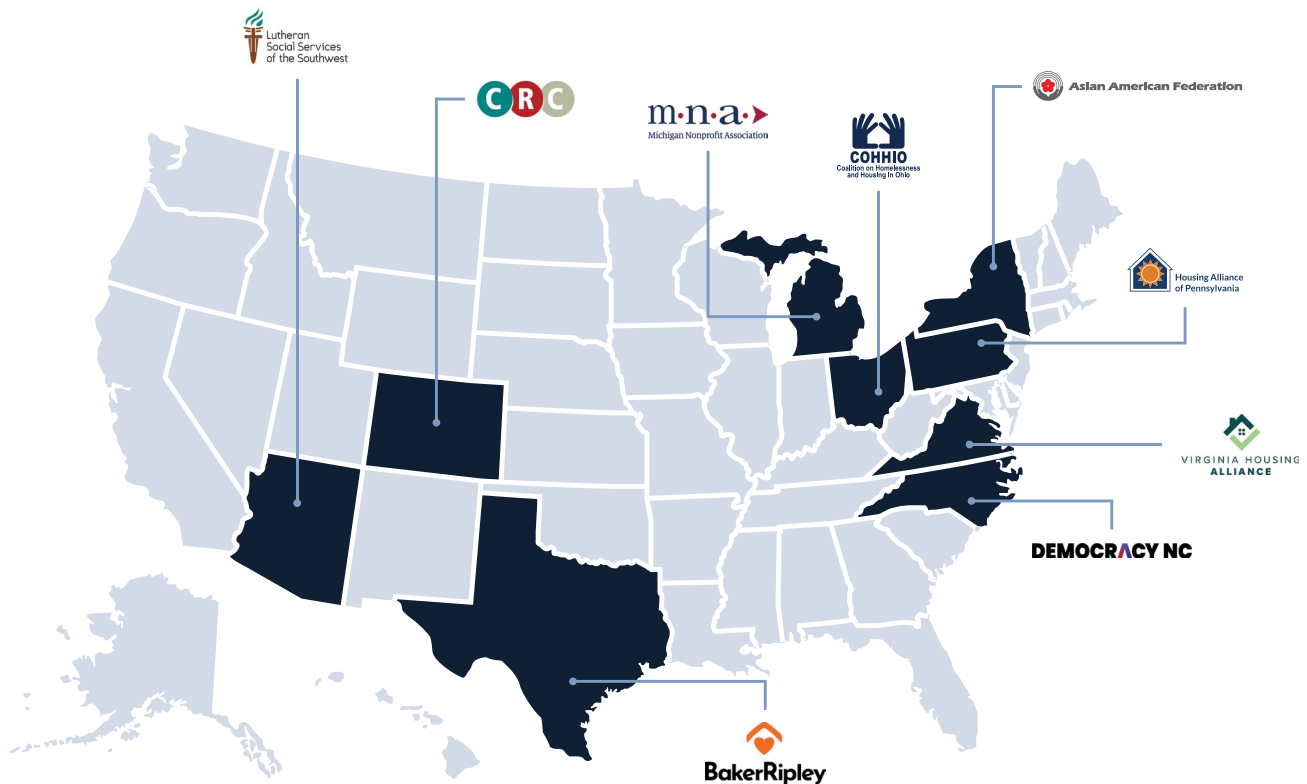 Lutheran
Social Services
of the Southwest
CRC
m·n·a·
Michigan Nonprofit Association
COHHIO
Coalition on Homelessness
and Housing in Ohio
Asian American Federation
Housing Alliance
of Pennsylvania
VIRGINIA HOUSING
ALLIANCE
DEMOCRACY NC
BakerRipley